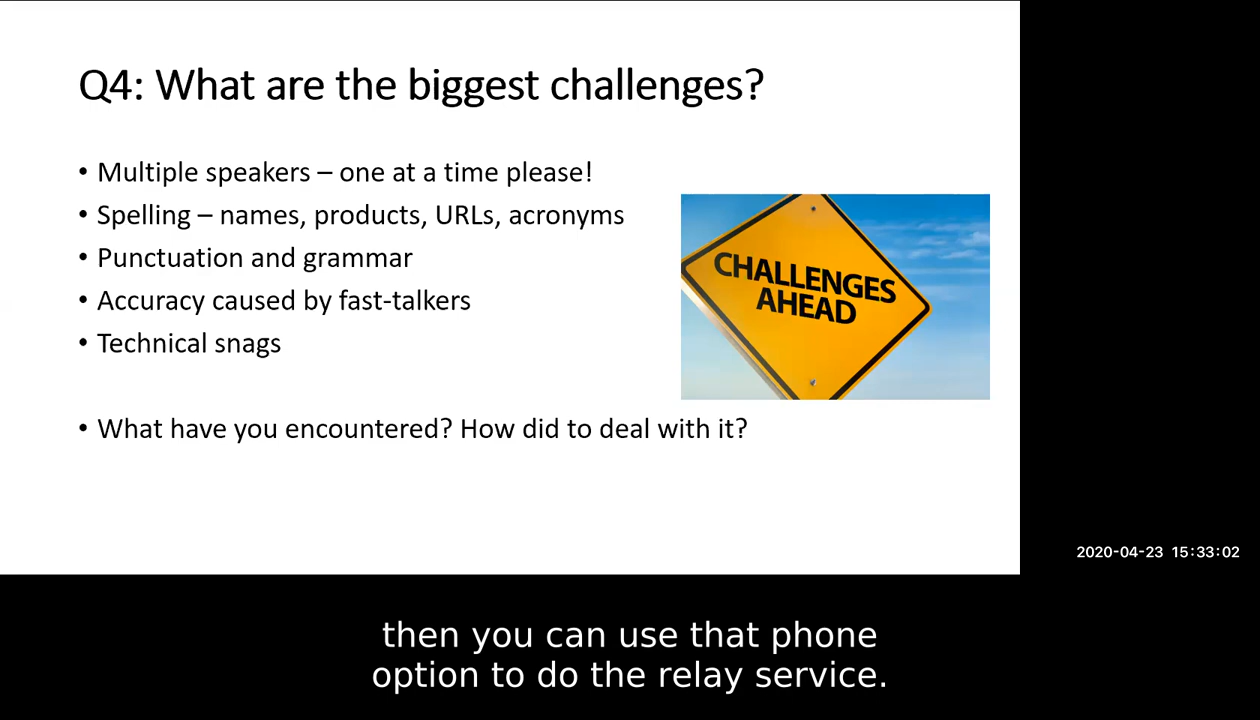 Q4: What are the biggest challenges?
• Multiple speakers – one at a time please!
• Spelling – names, products, URLs, acronyms
• Punctuation and grammar
• Accuracy caused by fast-talkers
• Technical snags
• What have you encountered? How did to deal with it?
CHALLENGES
AHEAD
2020-04-23 15:33:02
then you can use that phone
option to do the relay service.